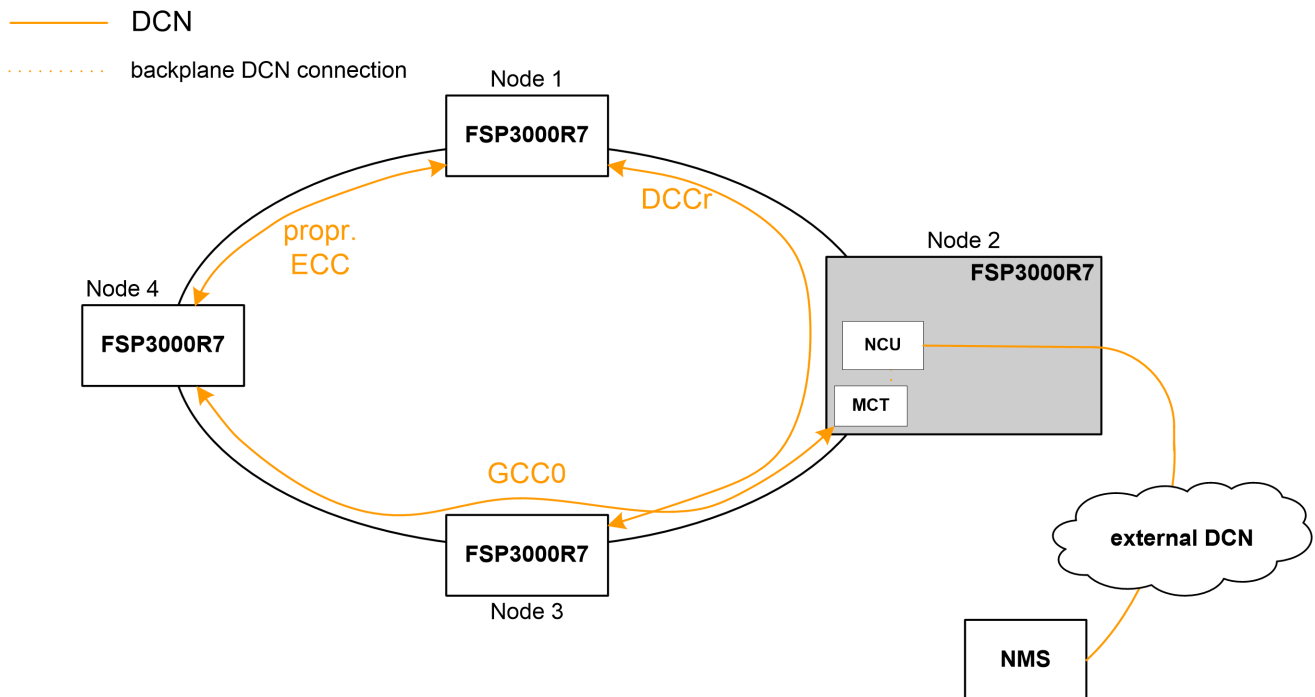 DCN
backplane DCN connection
Node 1
FSP3000R7
DCCr
propr.
ECC
Node 2
FSP3000R7
Node 4
FSP3000R7
NCU
MCT
GCC0
FSP3000R7
Node 3
external DCN
NMS